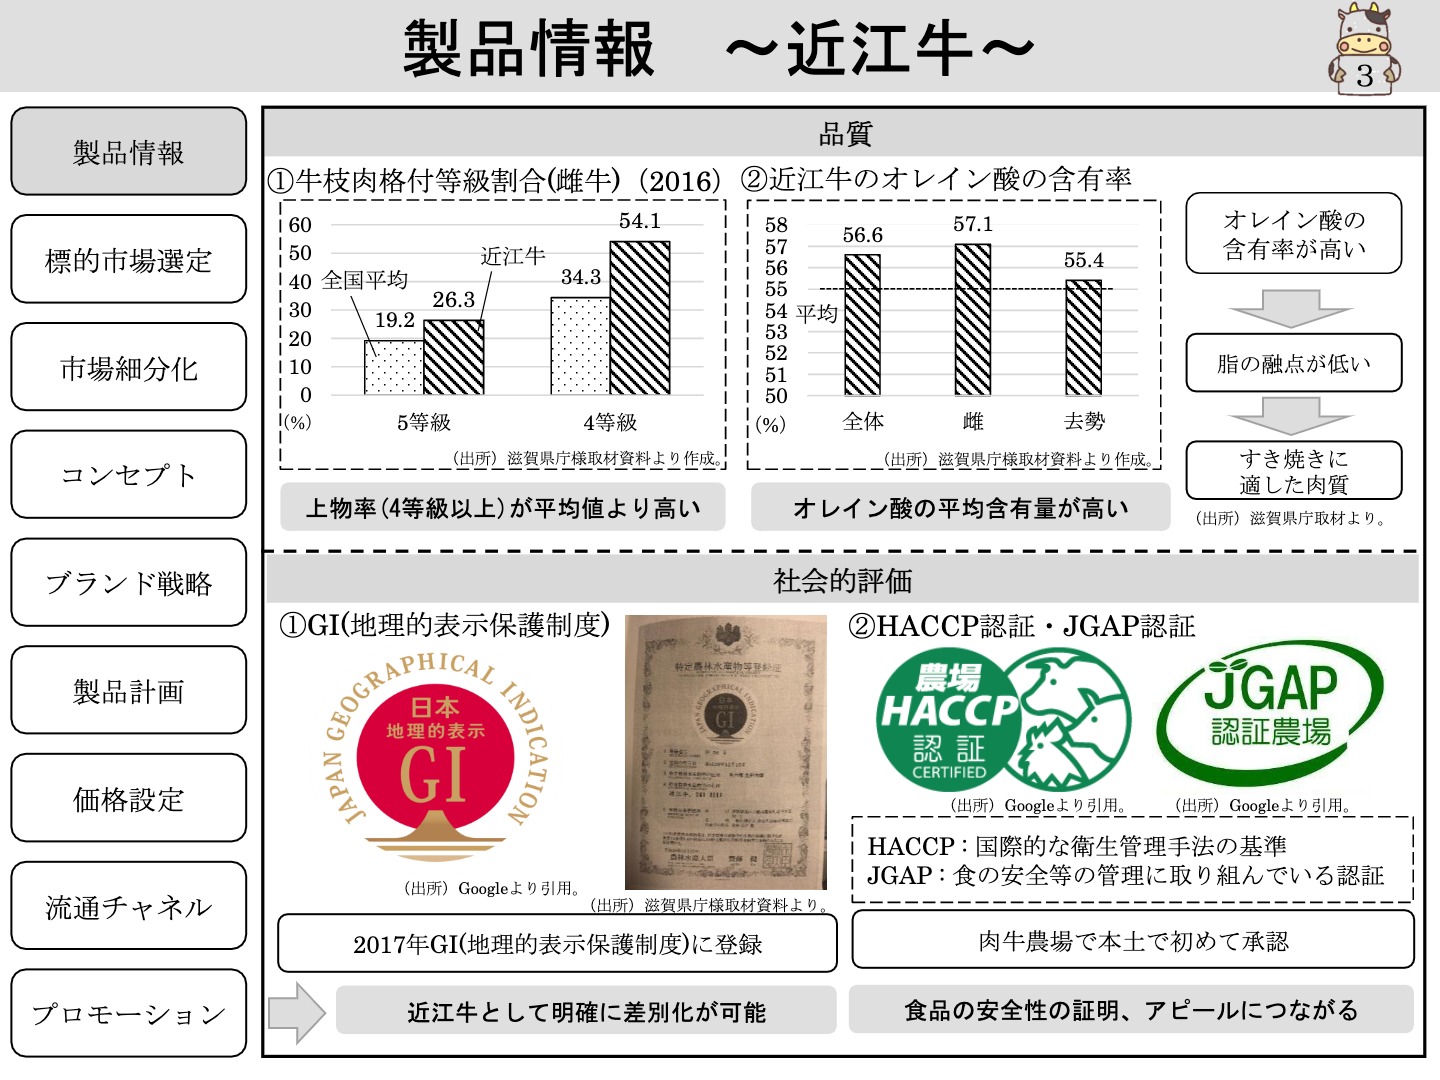 製品情報　～近江牛～
3
製品情報
標的市場選定
市場細分化
コンセプト
ブランド戦略
製品計画
価格設定
流通チャネル
プロモーション
品質
①牛枝肉格付等級割合(雌牛)（2016）
60
50
40
30
20
10
0
(%)
全国平均
近江牛
19.2
26.3
34.3
54.1
5等級
4等級
（出所）滋賀県庁様取材資料より作成。
上物率(4等級以上)が平均値より高い
②近江牛のオレイン酸の含有率
58
57
56
55
54
53
52
51
50
(%)
平均
56.6
57.1
55.4
全体
雌
去勢
（出所）滋賀県庁様取材資料より作成。
オレイン酸の平均含有量が高い
オレイン酸の
含有率が高い
脂の融点が低い
すき焼きに
適した肉質
（出所）滋賀県庁取材より。
社会的評価
①GI(地理的表示保護制度)
JAPAN GEOGRAPHICAL INDICATION
日本
地理的表示
GI
（出所）Googleより引用。
特定農林水産物等登録証
JAPAN GEOGRAPHICAL INDICATION
日本
GI
農林水産大臣
（出所）滋賀県庁様取材資料より。
2017年GI(地理的表示保護制度)に登録
近江牛として明確に差別化が可能
②HACCP認証・JGAP認証
農場
HACCP
認証
CERTIFIED
（出所）Googleより引用。
JGAP
認証農場
（出所）Googleより引用。
HACCP：国際的な衛生管理手法の基準
JGAP：食の安全等の管理に取り組んでいる認証
肉牛農場で本土で初めて承認
食品の安全性の証明、アピールにつながる